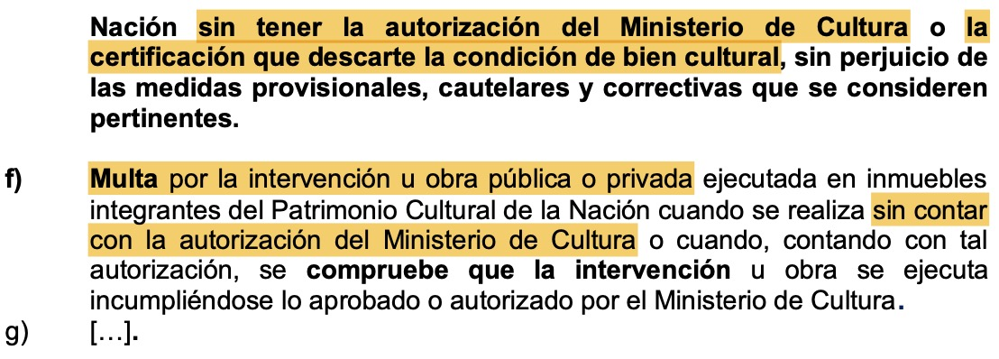 Nación sin tener la autorización del Ministerio de Cultura o la
certificación que descarte la condición de bien cultural, sin perjuicio de
las medidas provisionales, cautelares y correctivas que se consideren
pertinentes.
f) Multa por la intervención u obra pública o privada ejecutada en inmuebles
integrantes del Patrimonio Cultural de la Nación cuando se realiza sin contar
con la autorización del Ministerio de Cultura o cuando, contando con tal
autorización, se compruebe que la intervención u obra se ejecuta
incumpliéndose lo aprobado o autorizado por el Ministerio de Cultura.
g) […].